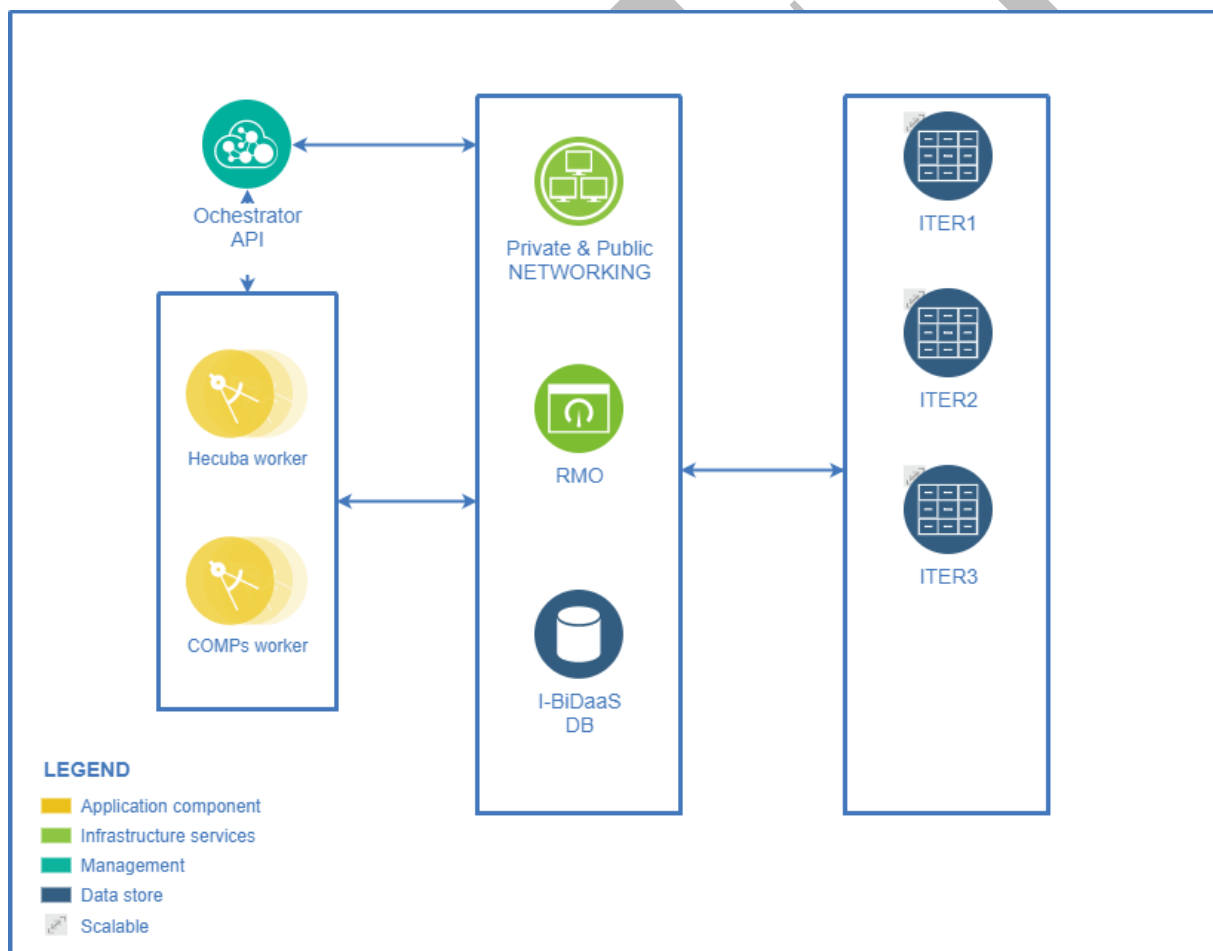 Ochestrator
API
Hecuba worker
COMPs worker
Private & Public
NETWORKING
RMO
I-BiDaaS
DB
ITER1
ITER2
ITER3
LEGEND
Application component
Infrastructure services
Management
Data store
Scalable